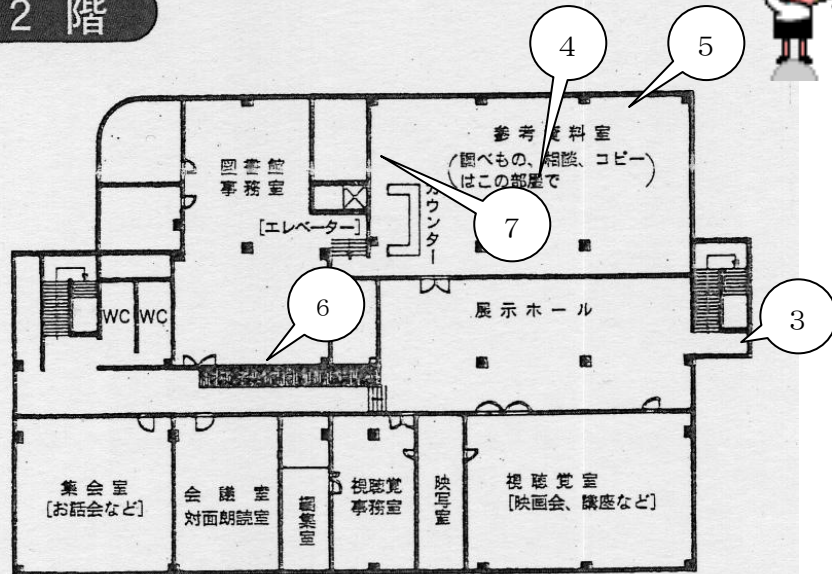 2 階
4
5
参考資料室
(調べもの、相談、コピー)
はこの部屋で
図書館
事務室
カウンター
7
[エレベーター]
WC
WC
6
展示ホール
3
集会室
[お話会など]
会議室
対面朗読室
編集室
視聴覚
事務室
映写室
視聴覚室
[映画会、講座など]